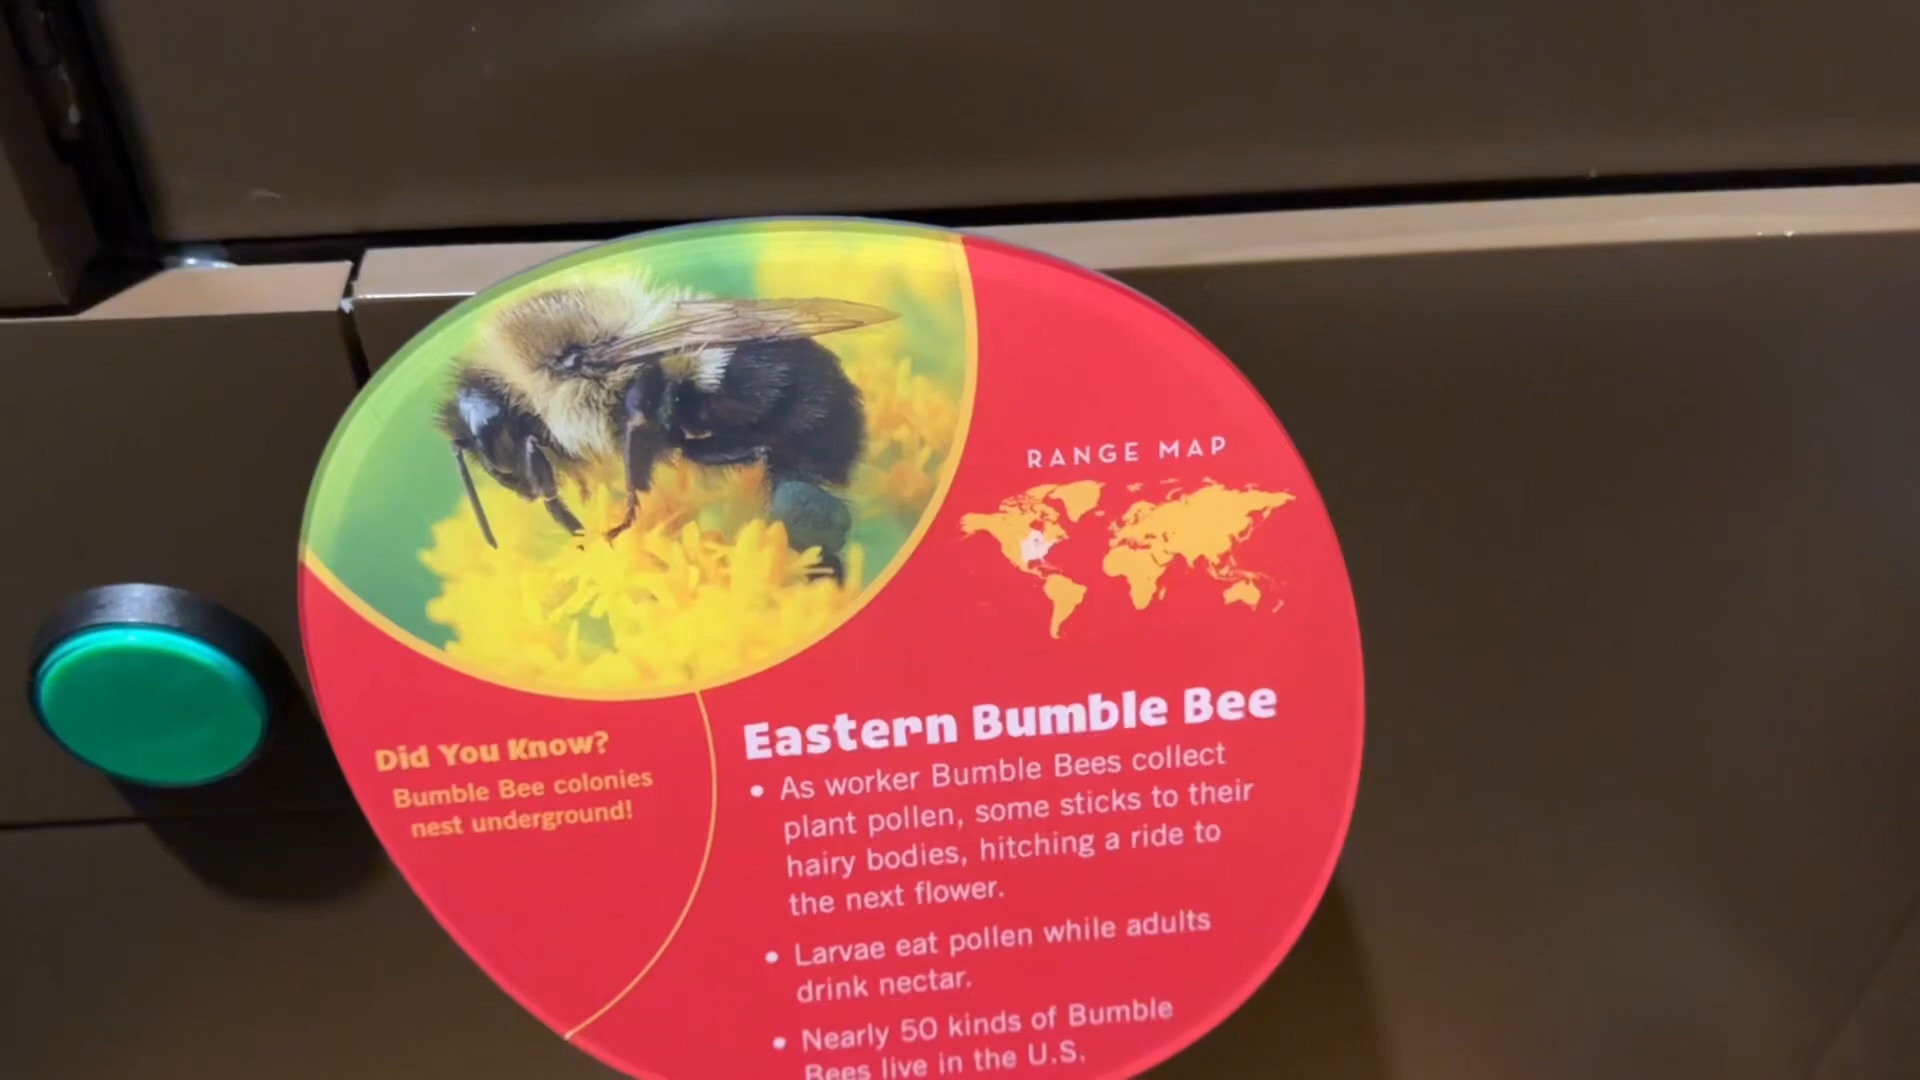 RANGE MAP
Eastern Bumble Bee
• As worker Bumble Bees collect
plant pollen, some sticks to their
hairy bodies, hitching a ride to
the next flower.
• Larvae eat pollen while adults
drink nectar.
• Nearly 50 kinds of Bumble
Bees live in the U.S.
Did You Know?
Bumble Bee colonies
nest underground!